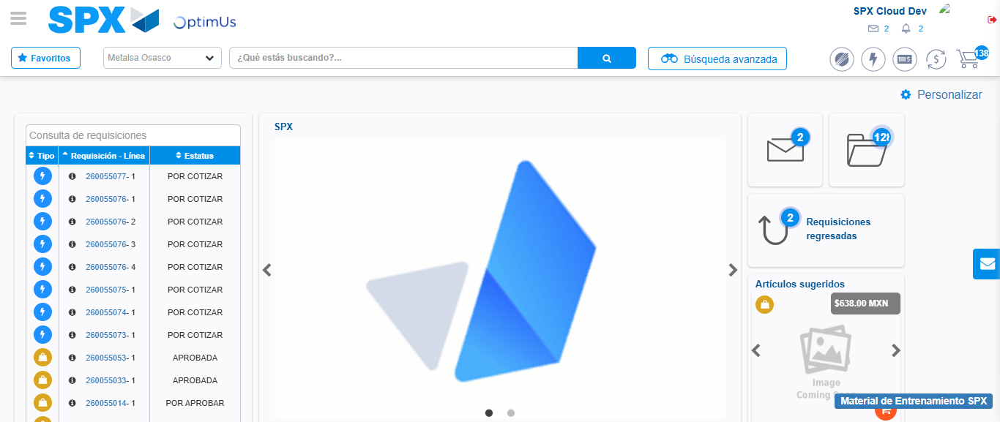 SPX OptimUs
SPX Cloud Dev
2 2
Favoritos
Metalsa Osasco
¿Qué estás buscando?...
Búsqueda avanzada
138
Personalizar
Consulta de requisiciones
Tipo Requisición - Línea Estatus
260055077- 1 POR COTIZAR
260055076- 1 POR COTIZAR
260055076- 2 POR COTIZAR
260055076- 3 POR COTIZAR
260055076- 4 POR COTIZAR
260055075- 1 POR COTIZAR
260055074- 1 POR COTIZAR
260055073- 1 POR COTIZAR
260055053- 1 APROBADA
260055033- 1 APROBADA
260055014- 1 POR APROBAR
SPX
2
2
Requisiciones
regresadas
Artículos sugeridos
$638.00 MXN
Image
Coming
Material de Entrenamiento SPX